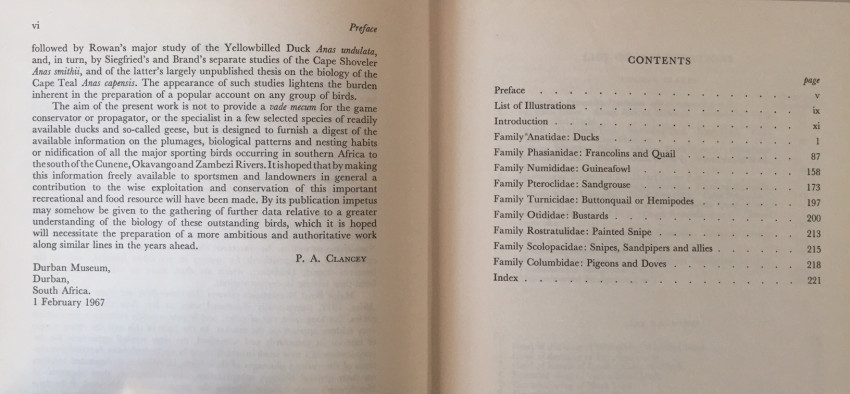 vi Preface
followed by Rowan's major study of the Yellowbilled Duck Anas undulata,
and, in turn, by Siegfried's and Brand's separate studies of the Cape Shoveler
Anas smithii, and of the latter's largely unpublished thesis on the biology of the
Cape Teal Anas capensis. The appearance of such studies lightens the burden
inherent in the preparation of a popular account on any group of birds.
The aim of the present work is not to provide a vade mecum for the game
conservator or propagator, or the specialist in a few selected species of readily
available ducks and so-called geese, but is designed to furnish a digest of the
available information on the plumages, biological patterns and nesting habits
or nidification of all the major sporting birds occurring in southern Africa to
the south of the Cunene, Okavango and Zambezi Rivers. It is hoped that by making
this information freely available to sportsmen and landowners in general a
contribution to the wise exploitation and conservation of this important
recreational and food resource will have been made. By its publication impetus
may somehow be given to the gathering of further data relative to a greater
understanding of the biology of these outstanding birds, which it is hoped
will necessitate the preparation of a more ambitious and authoritative work
along similar lines in the years ahead.
P. A. CLANCEY
Durban Museum,
Durban,
South Africa.
1 February 1967
CONTENTS
page
Preface . . . . . . . . . . . . . . . . v
List of Illustrations . . . . . . . . . . . . . ix
Introduction . . . . . . . . . . . . . . . xi
Family Anatidae: Ducks . . . . . . . . . . . . 1
Family Phasianidae: Francolins and Quail . . . . . . . . 87
Family Numididae: Guineafowl . . . . . . . . . . 158
Family Pteroclidae: Sandgrouse . . . . . . . . . . 173
Family Turnicidae: Buttonquail or Hemipodes . . . . . . . 197
Family Otididae: Bustards . . . . . . . . . . . 200
Family Rostratulidae: Painted Snipe . . . . . . . . . 213
Family Scolopacidae: Snipes, Sandpipers and allies . . . . . . 215
Family Columbidae: Pigeons and Doves . . . . . . . . 218
Index . . . . . . . . . . . . . . . . 221